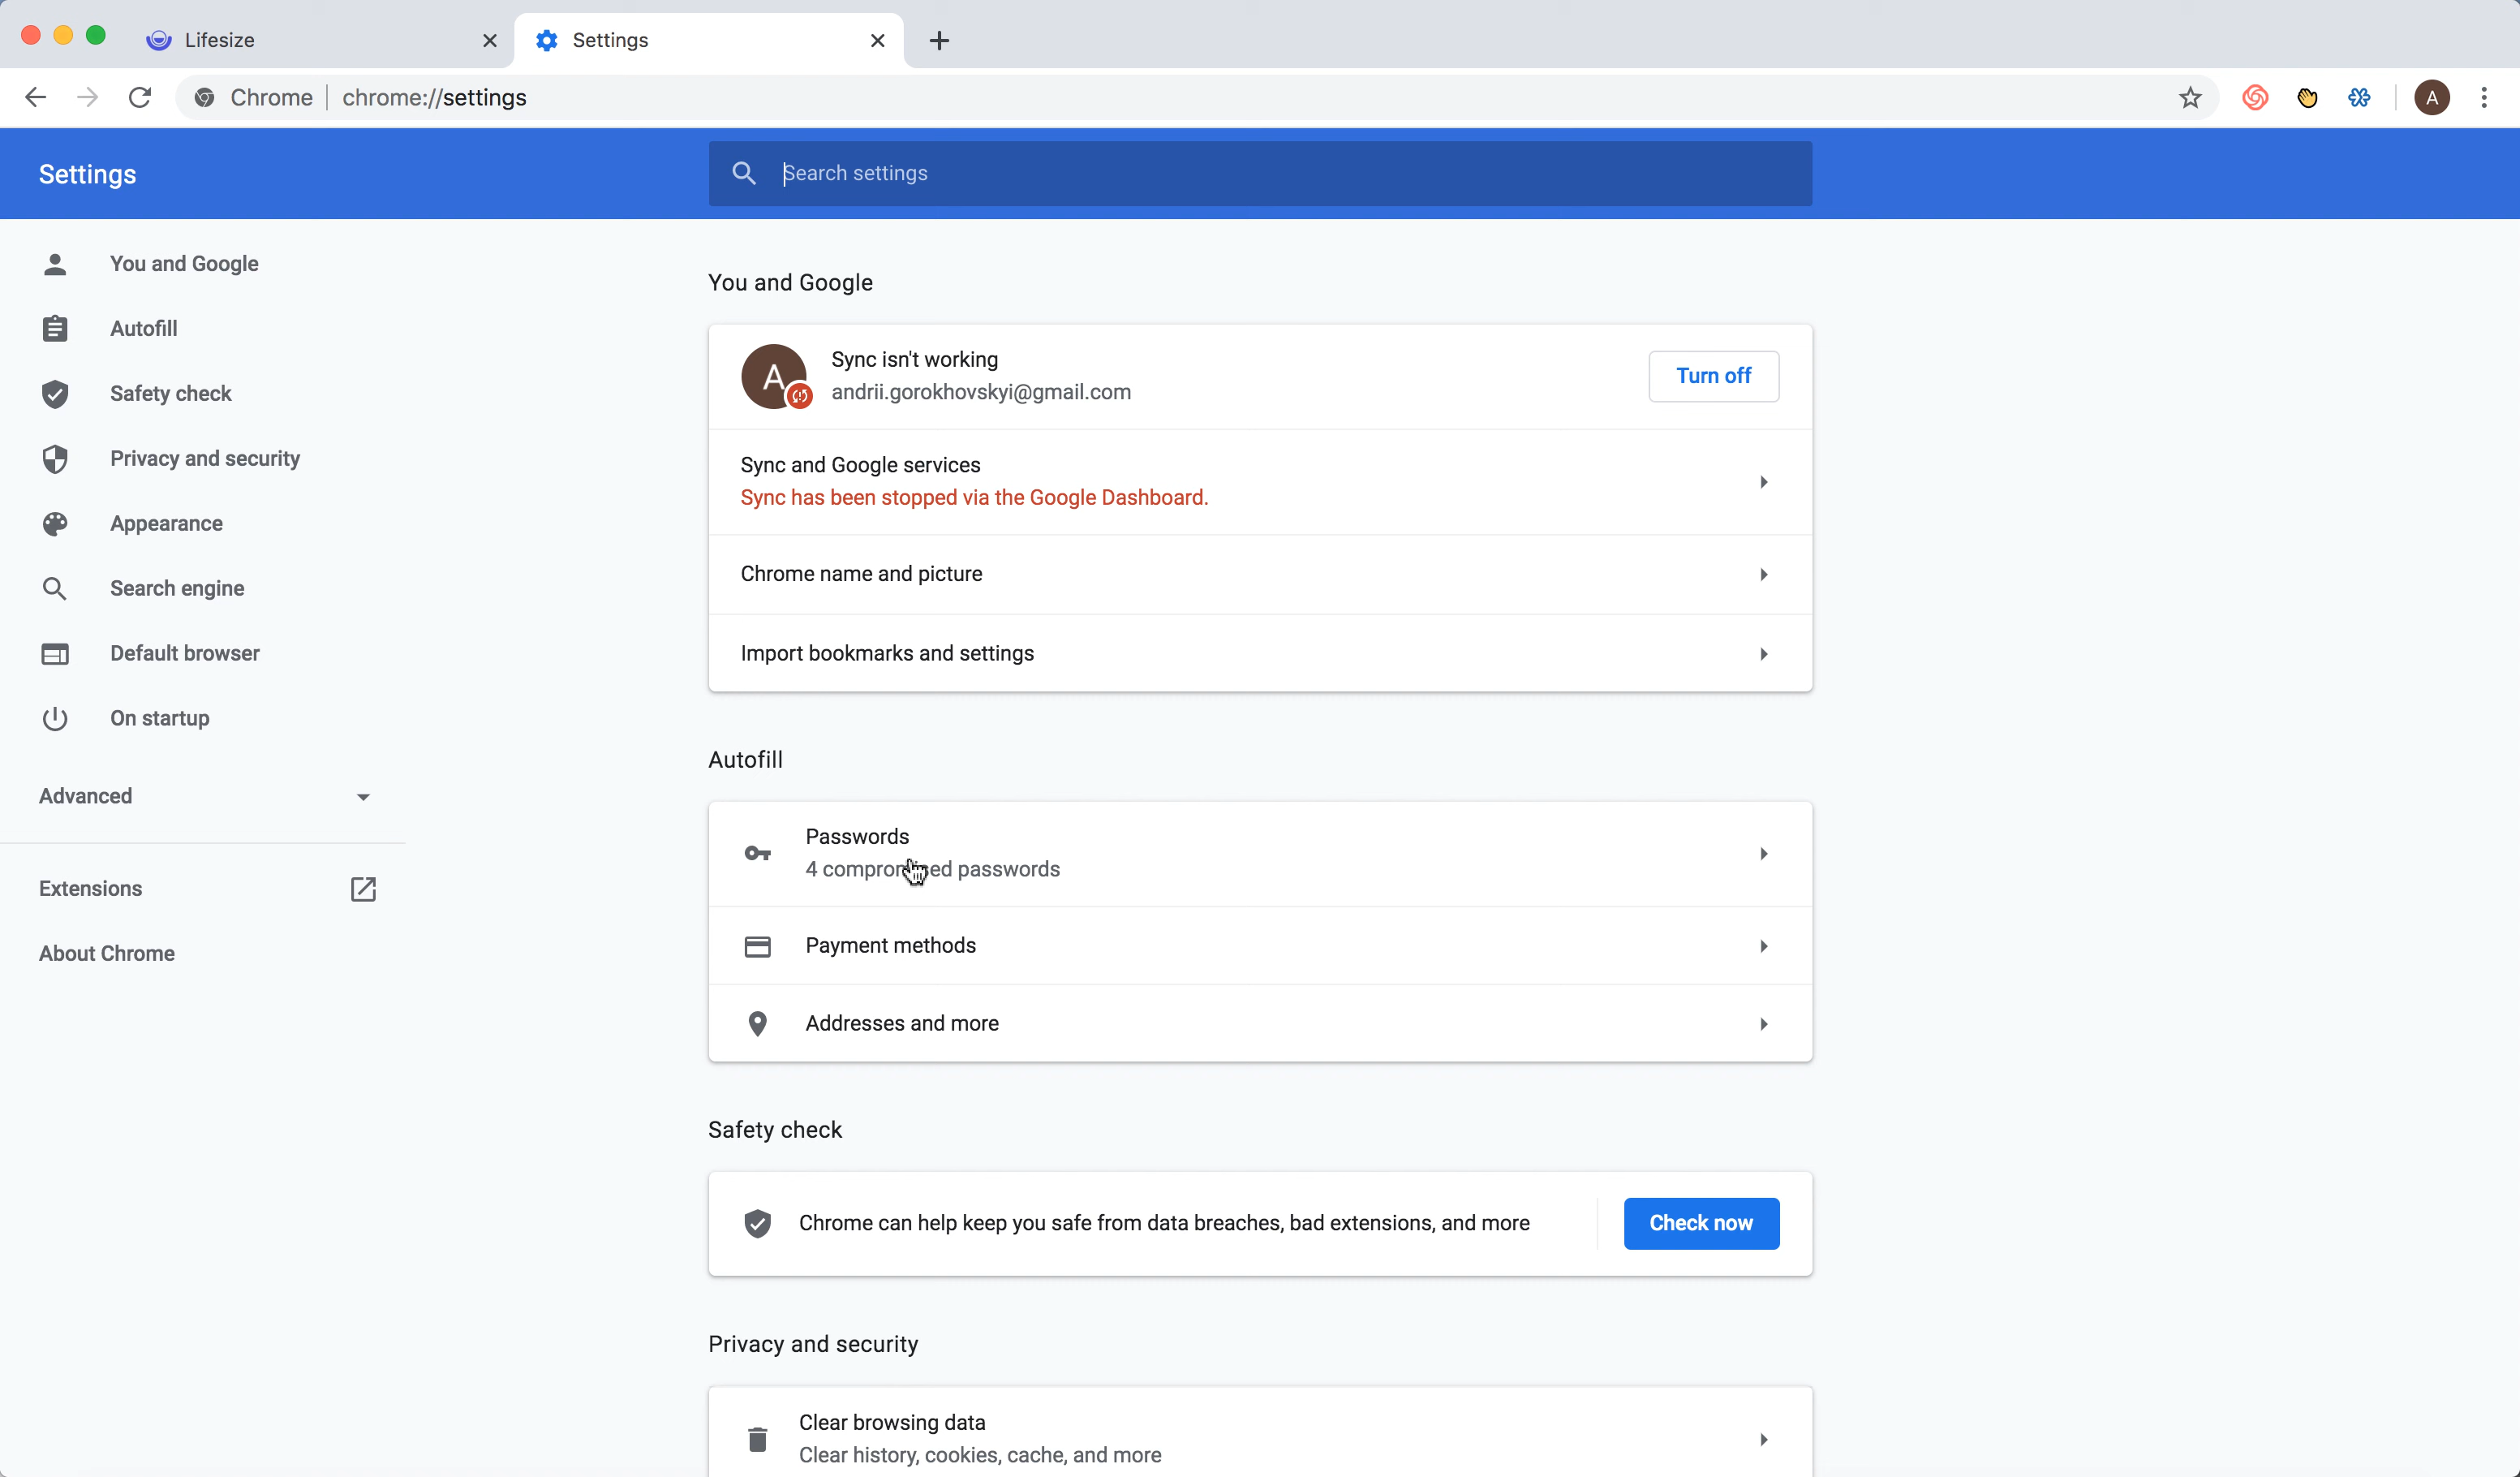 Lifesize
Settings
Chrome
chrome://settings
A
Settings
Search settings
You and Google
Autofill
Safety check
Privacy and security
Appearance
Search engine
Default browser
On startup
Advanced
Extensions
About Chrome
You and Google
A
Sync isn't working
andrii.gorokhovskyi@gmail.com
Turn off
Sync and Google services
Sync has been stopped via the Google Dashboard.
Chrome name and picture
Import bookmarks and settings
Autofill
Passwords
4 compromised passwords
Payment methods
Addresses and more
Safety check
Chrome can help keep you safe from data breaches, bad extensions, and more
Check now
Privacy and security
Clear browsing data
Clear history, cookies, cache, and more